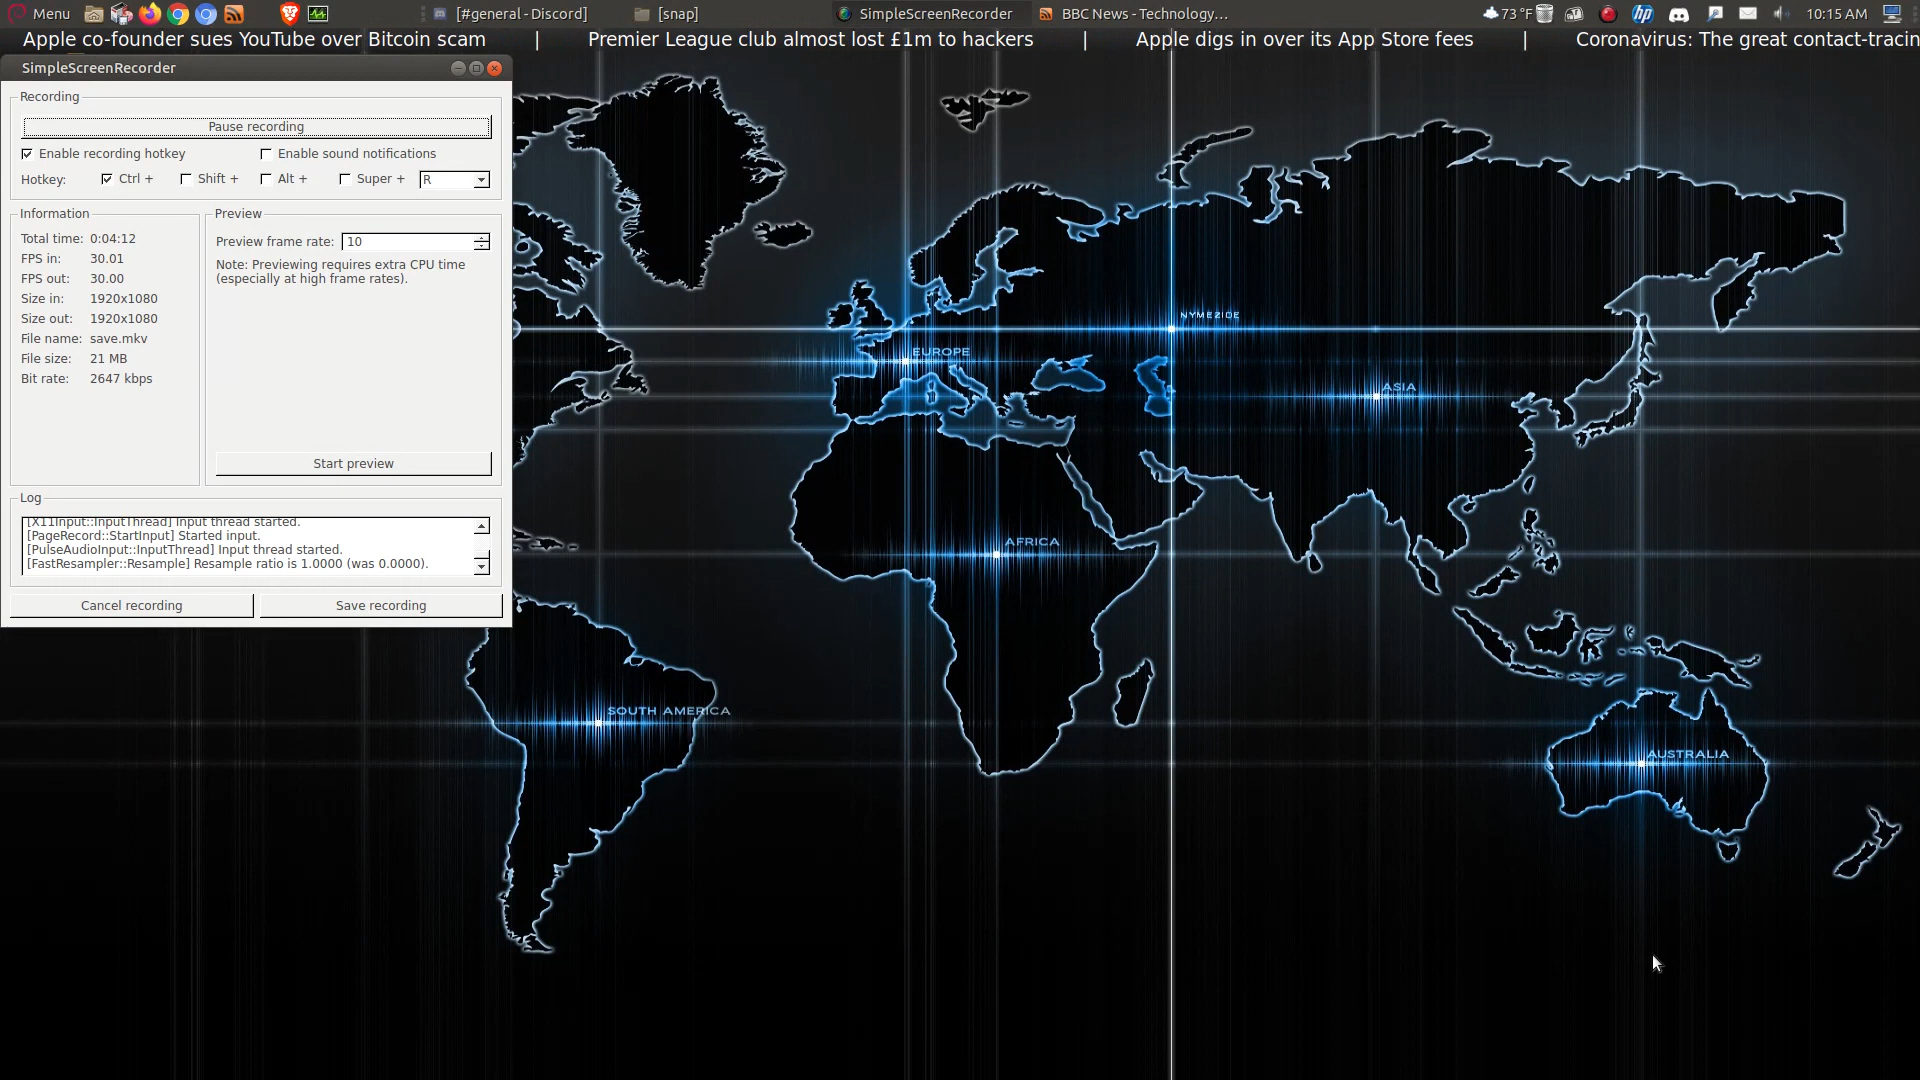 Menu [#general - Discord] [snap] SimpleScreenRecorder BBC News - Technology... 73 °F hp 10:15 AM
Apple co-founder sues YouTube over Bitcoin scam | Premier League club almost lost £1m to hackers | Apple digs in over its App Store fees | Coronavirus: The great contact-tracin
SimpleScreenRecorder
Recording
Pause recording
Enable recording hotkey Enable sound notifications
Hotkey: Ctrl + Shift + Alt + Super + R
Information
Total time: 0:04:12
FPS in: 30.01
FPS out: 30.00
Size in: 1920x1080
Size out: 1920x1080
File name: save.mkv
File size: 21 MB
Bit rate: 2647 kbps
Preview
Preview frame rate: 10
Note: Previewing requires extra CPU time
(especially at high frame rates).
Start preview
Log
[X11Input::InputThread] Input thread started.
[PageRecord::StartInput] Started input.
[PulseAudioInput::InputThread] Input thread started.
[FastResampler::Resample] Resample ratio is 1.0000 (was 0.0000).
Cancel recording Save recording
NYMEZIDE
EUROPE
ASIA
AFRICA
SOUTH AMERICA
AUSTRALIA